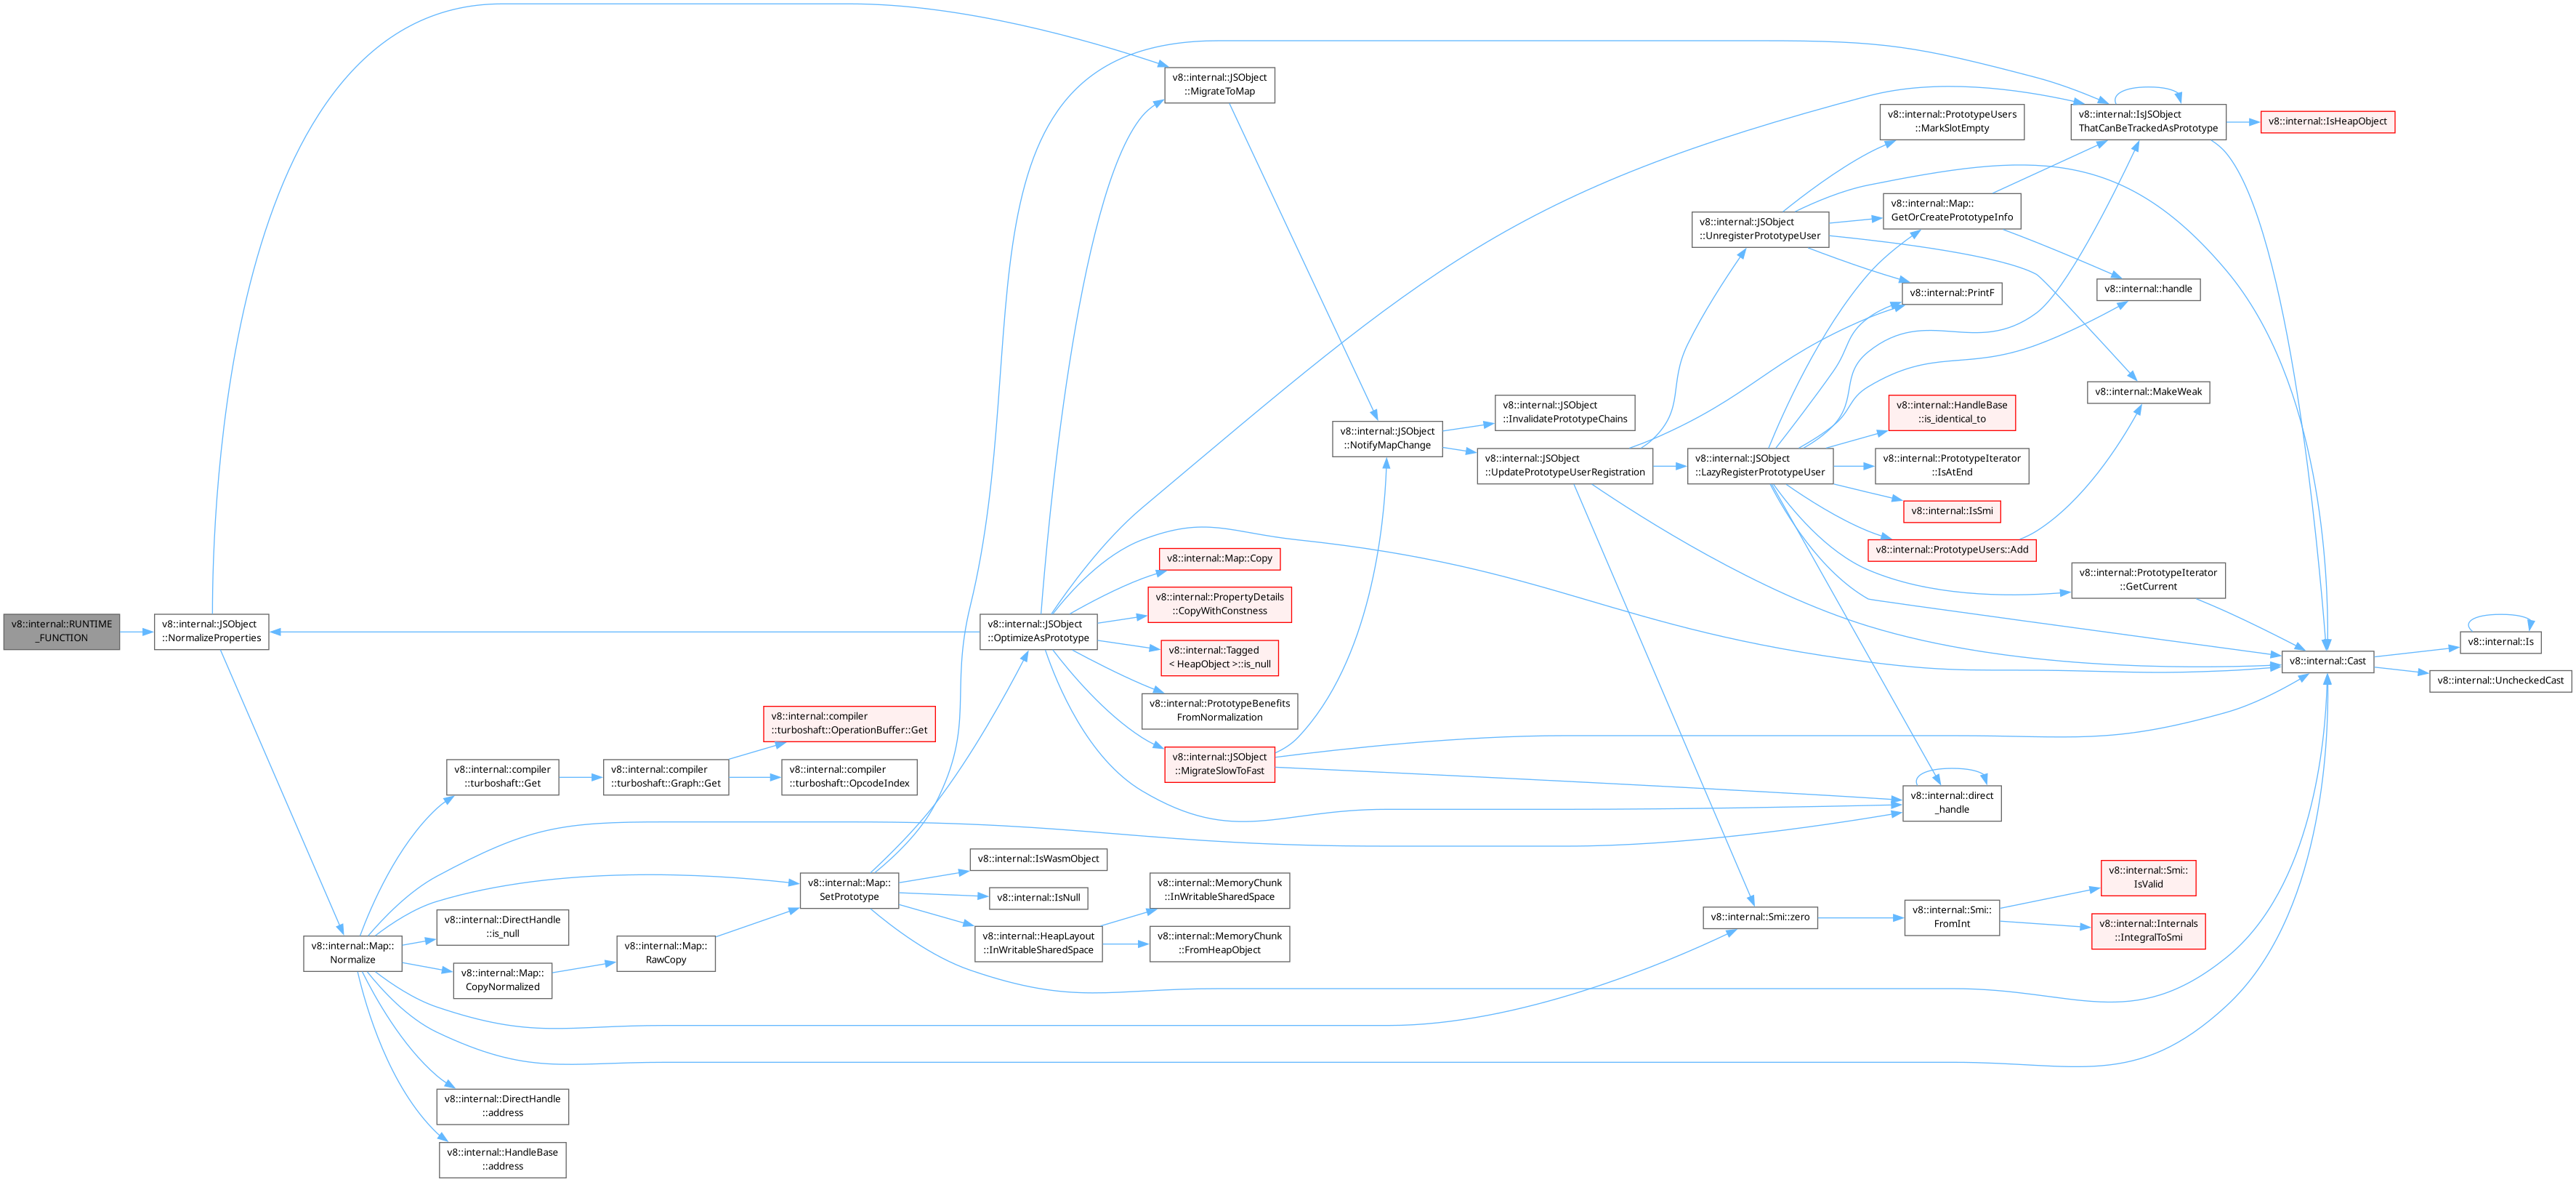 v8::internal::RUNTIME
_FUNCTION
v8::internal::JSObject
::NormalizeProperties
v8::internal::Map::
Normalize
v8::internal::compiler
::turboshaft::Get
v8::internal::DirectHandle
::is_null
v8::internal::Map::
CopyNormalized
v8::internal::DirectHandle
::address
v8::internal::HandleBase
::address
v8::internal::compiler
::turboshaft::Graph::Get
v8::internal::Map::
RawCopy
v8::internal::compiler
::turboshaft::OperationBuffer::Get
v8::internal::compiler
::turboshaft::OpcodeIndex
v8::internal::Map::
SetPrototype
v8::internal::JSObject
::OptimizeAsPrototype
v8::internal::IsWasmObject
v8::internal::IsNull
v8::internal::HeapLayout
::InWritableSharedSpace
v8::internal::JSObject
::MigrateToMap
v8::internal::Map::Copy
v8::internal::PropertyDetails
::CopyWithConstness
v8::internal::Tagged
< HeapObject >::is_null
v8::internal::PrototypeBenefits
FromNormalization
v8::internal::JSObject
::MigrateSlowToFast
v8::internal::MemoryChunk
::InWritableSharedSpace
v8::internal::MemoryChunk
::FromHeapObject
v8::internal::JSObject
::NotifyMapChange
v8::internal::JSObject
::InvalidatePrototypeChains
v8::internal::JSObject
::UpdatePrototypeUserRegistration
v8::internal::JSObject
::UnregisterPrototypeUser
v8::internal::JSObject
::LazyRegisterPrototypeUser
v8::internal::Smi::zero
v8::internal::PrototypeUsers
::MarkSlotEmpty
v8::internal::Map::
GetOrCreatePrototypeInfo
v8::internal::PrintF
v8::internal::HandleBase
::is_identical_to
v8::internal::PrototypeIterator
::IsAtEnd
v8::internal::IsSmi
v8::internal::PrototypeUsers::Add
v8::internal::direct
_handle
v8::internal::Smi::
FromInt
v8::internal::IsJSObject
ThatCanBeTrackedAsPrototype
v8::internal::handle
v8::internal::MakeWeak
v8::internal::PrototypeIterator
::GetCurrent
v8::internal::Smi::
IsValid
v8::internal::Internals
::IntegralToSmi
v8::internal::IsHeapObject
v8::internal::Cast
v8::internal::Is
v8::internal::UncheckedCast